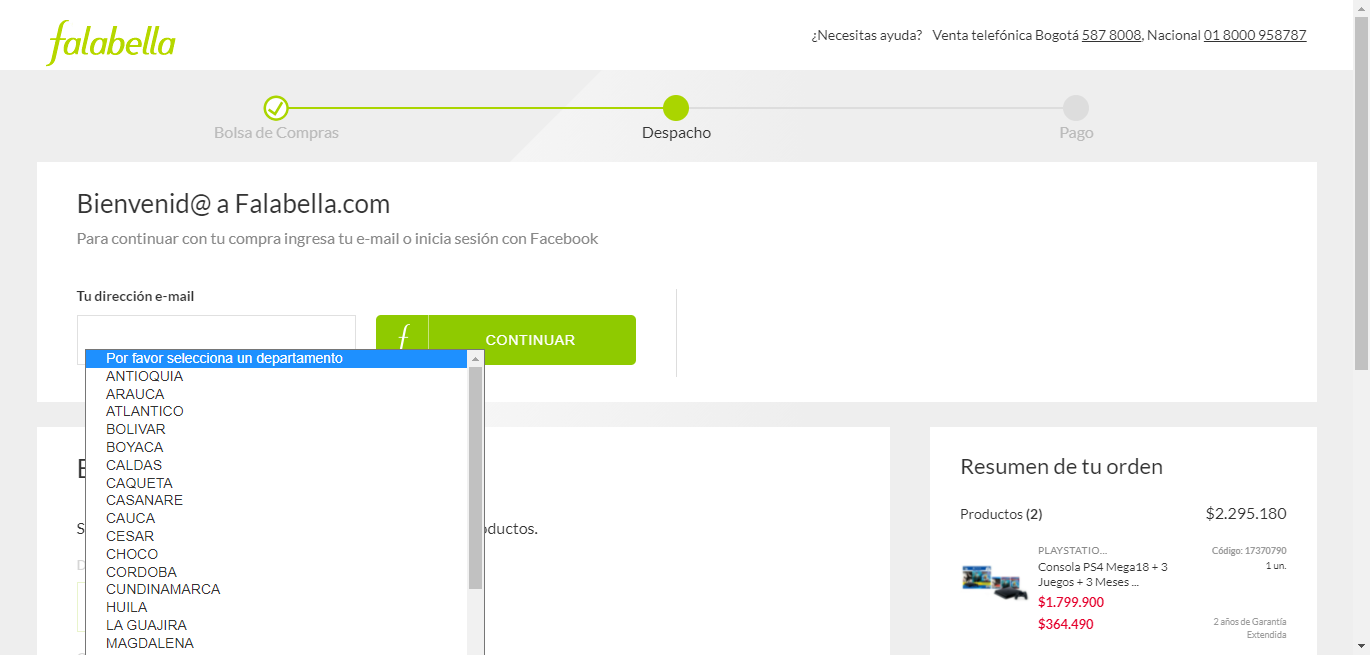 falabella
¿Necesitas ayuda? Venta telefónica Bogotá 587 8008, Nacional 01 8000 958787
Bolsa de Compras
Despacho
Pago
Bienvenid@ a Falabella.com
Para continuar con tu compra ingresa tu e-mail o inicia sesión con Facebook
Tu dirección e-mail
f CONTINUAR
Por favor selecciona un departamento
ANTIOQUIA
ARAUCA
ATLANTICO
BOLIVAR
BOYACA
CALDAS
CAQUETA
CASANARE
CAUCA
CESAR
CHOCO
CORDOBA
CUNDINAMARCA
HUILA
LA GUAJIRA
MAGDALENA
S
D
oductos.
Resumen de tu orden
Productos (2) $2.295.180
PLAYSTATIO... Código: 17370790
Consola PS4 Mega18 + 3 1 un.
Juegos + 3 Meses ...
$1.799.900
$364.490 2 años de Garantía
Extendida